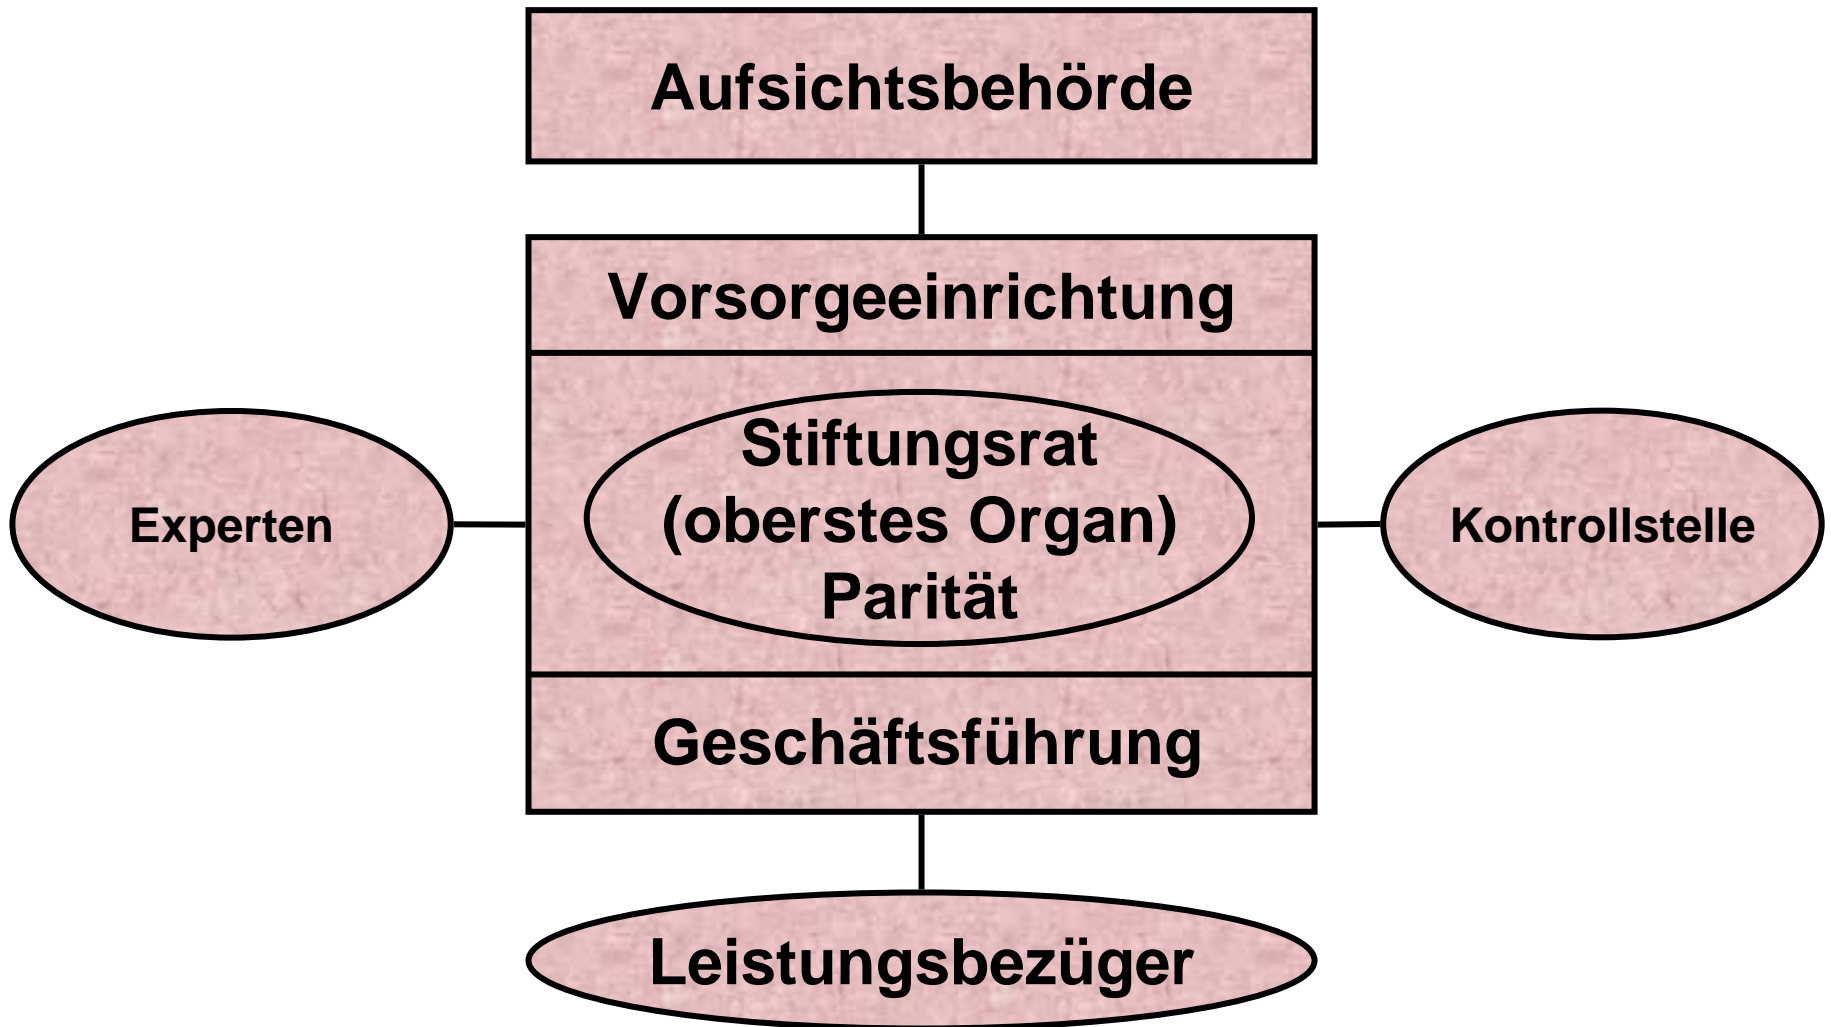 Aufsichtsbehörde
Vorsorgeeinrichtung
Stiftungsrat
(oberstes Organ)
Parität
Experten
Kontrollstelle
Geschäftsführung
Leistungsbezüger